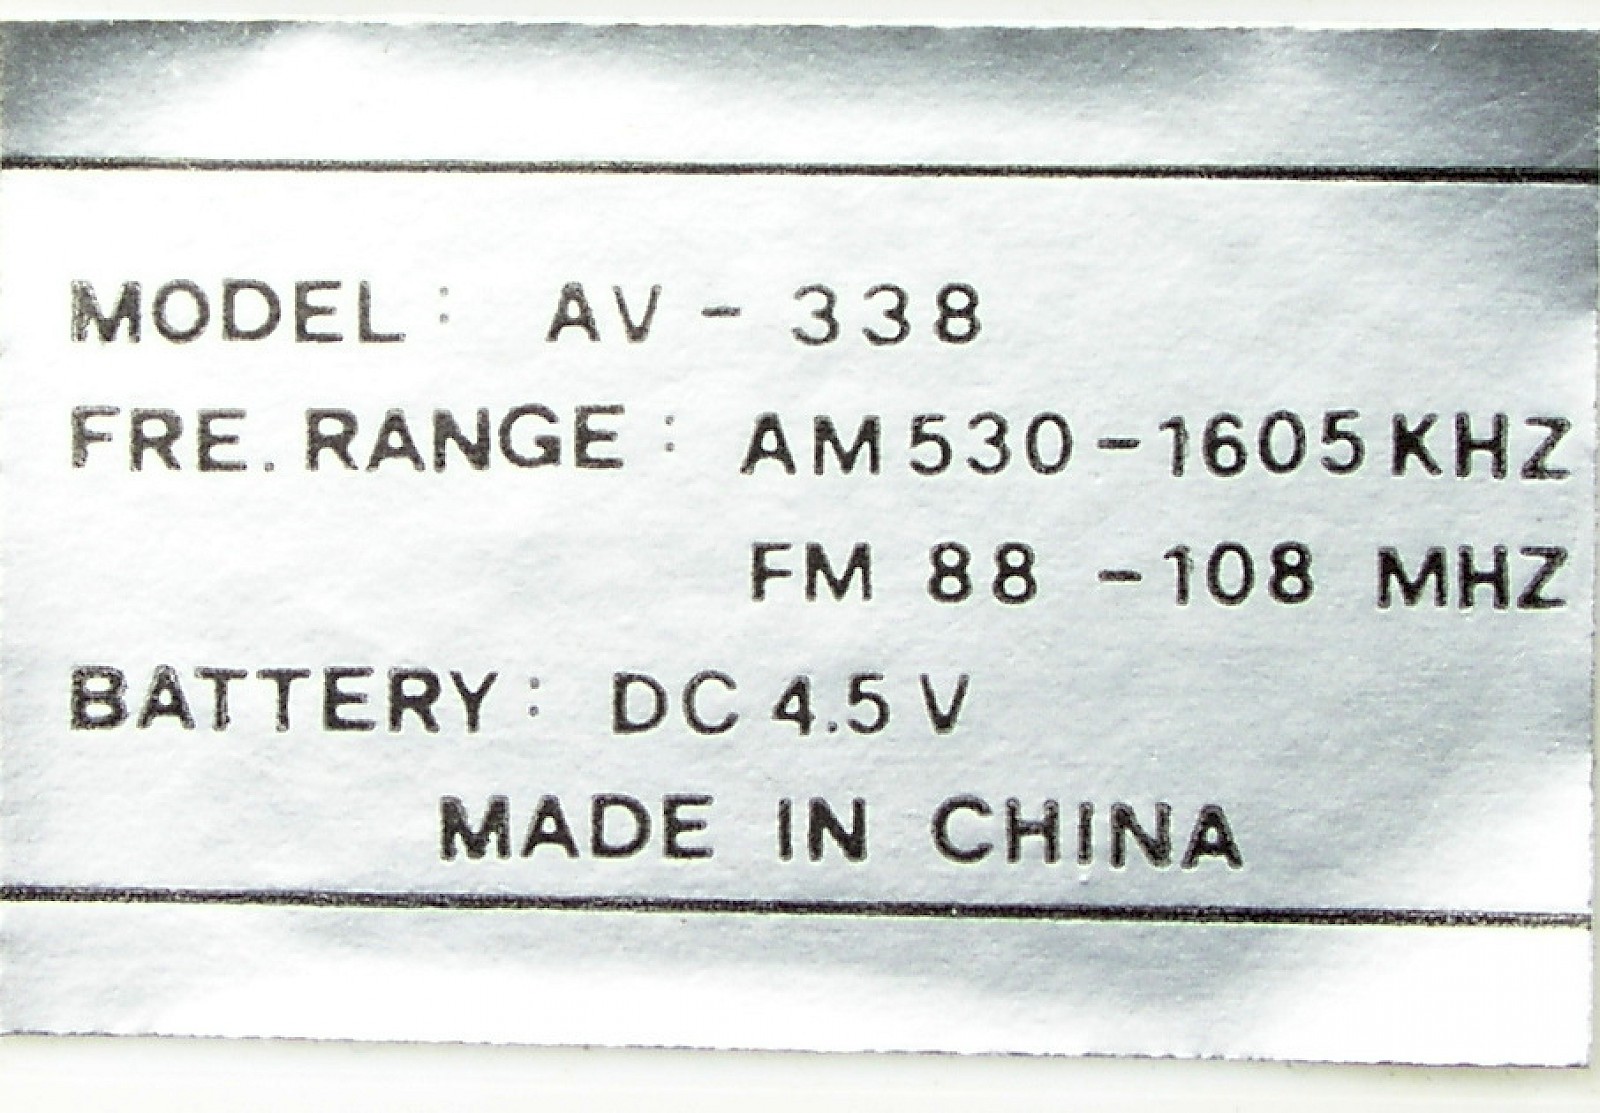 MODEL: AV-338
FRE. RANGE: AM530-1605KHZ
FM 88 -108 MHZ
BATTERY: DC 4.5V
MADE IN CHINA